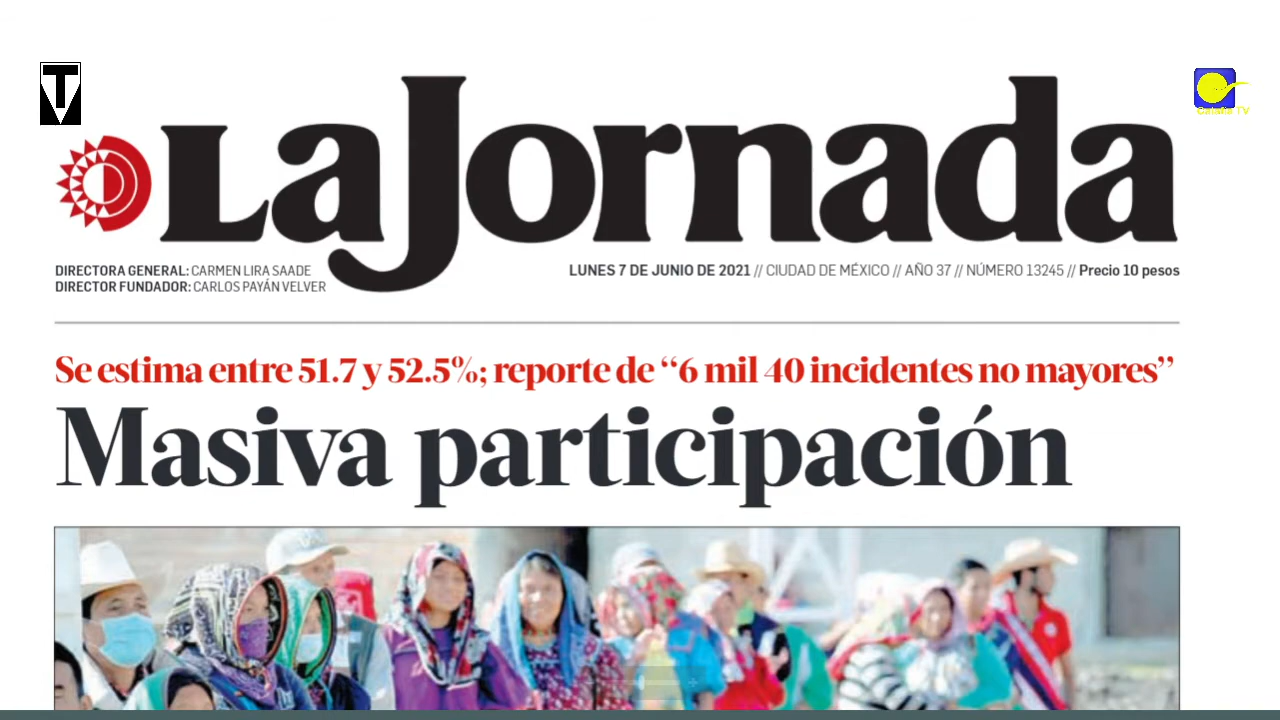 TV
La Jornada
DIRECTORA GENERAL: CARMEN LIRA SAADE
DIRECTOR FUNDADOR: CARLOS PAYÁN VELVER
LUNES 7 DE JUNIO DE 2021 // CIUDAD DE MÉXICO // AÑO 37 // NÚMERO 13245 // Precio 10 pesos
Se estima entre 51.7 y 52.5%; reporte de “6 mil 40 incidentes no mayores”
Masiva participación